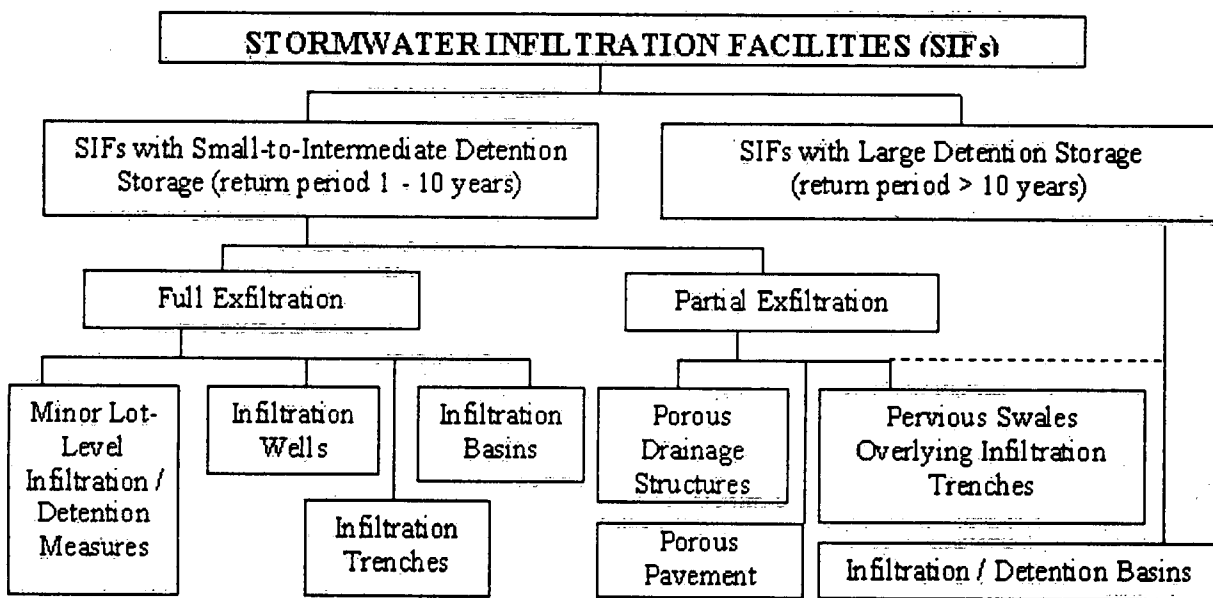 STORMWATER INFILTRATION FACILITIES (SIFs)
SIFs with Small-to-Intermediate Detention
Storage (return period 1 - 10 years)
SIFs with Large Detention Storage
(return period > 10 years)
Full Exfiltration
Partial Exfiltration
Minor Lot-
Level
Infiltration /
Detention
Measures
Infiltration
Wells
Infiltration
Trenches
Infiltration
Basins
Porous
Drainage
Structures
Porous
Pavement
Pervious Swales
Overlying Infiltration
Trenches
Infiltration / Detention Basins